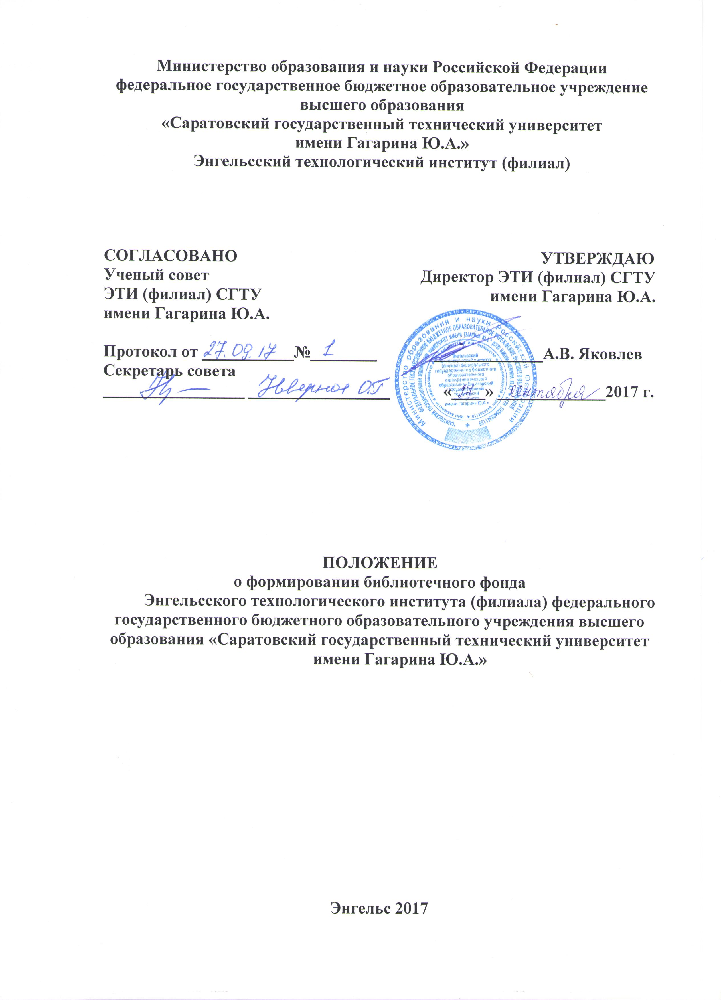 Министерство образования и науки Российской Федерации
федеральное государственное бюджетное образовательное учреждение
высшего образования
«Саратовский государственный технический университет
имени Гагарина Ю.А.»
Энгельсский технологический институт (филиал)
СОГЛАСОВАНО
Ученый совет
ЭТИ (филиал) СГТУ
имени Гагарина Ю.А.
Протокол от 27.09.17 № 1
Секретарь совета
О.Г
УТВЕРЖДАЮ
Директор ЭТИ (филиал) СГТУ
имени Гагарина Ю.А.
А.В. Яковлев
«27» сентября 2017 г.
Министерство образования и науки Российской Федерации
Энгельсский
технологический институт
(филиал) федерального
государственного бюджетного
образовательного
учреждения высшего
образования «Саратовский
государственный
технический
университет
имени Гагарина Ю.А.»
ПОЛОЖЕНИЕ
о формировании библиотечного фонда
Энгельсского технологического института (филиала) федерального
государственного бюджетного образовательного учреждения высшего
образования «Саратовский государственный технический университет
имени Гагарина Ю.А.»
Энгельс 2017